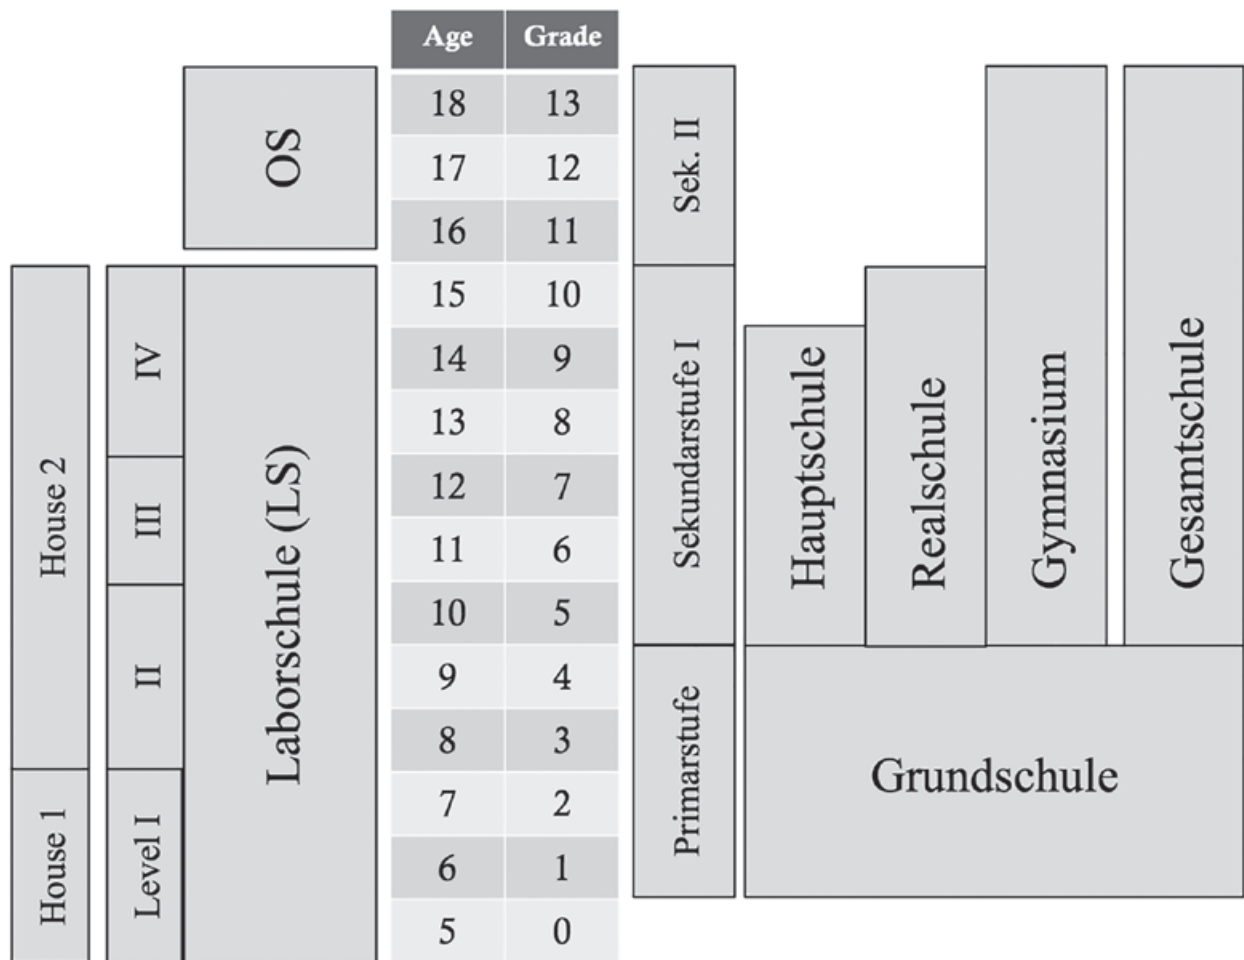 Age Grade
18 13
17 12
16 11
15 10
14 9
13 8
12 7
11 6
10 5
9 4
8 3
7 2
6 1
5 0
House 2
House 1
IV
III
II
Level I
OS
Laborschule (LS)
Sek. II
Sekundarstufe I
Primarstufe
Hauptschule
Realschule
Gymnasium
Gesamtschule
Grundschule